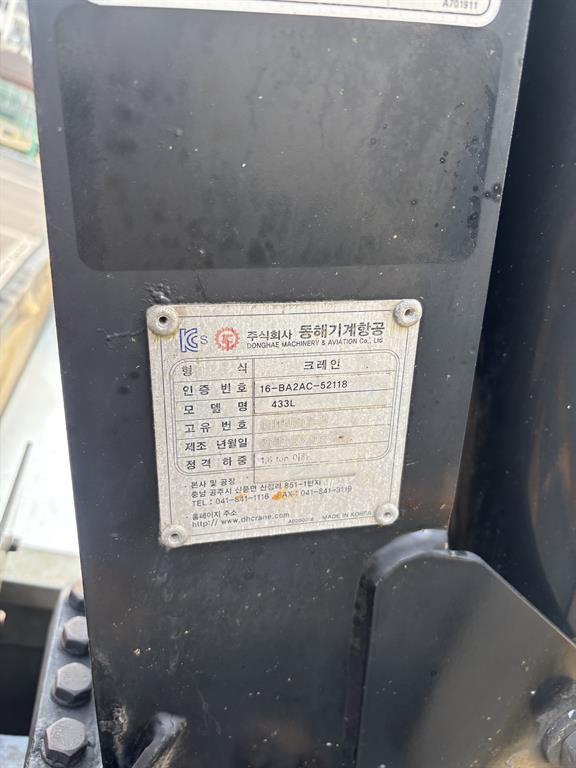 A701911
KCs 주식회사 동해기계항공
DONGHAE MACHINERY & AVIATION Co., Ltd
형 식 크레인
인증번호 16-BA2AC-52118
모델명 433L
고유번호
제조 년월일
정격하중 1.6 ton
· 본사 및 공장
충남 공주시 신풍면 산정리 851-1번지
TEL : 041-841-1116 FAX : 041-841-3119
· 홈페이지 주소
http://www.dhcrane.com MADE IN KOREA